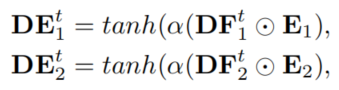 DE₁ᵗ = tanh(α(DF₁ᵗ ⊙ E₁),
DE₂ᵗ = tanh(α(DF₂ᵗ ⊙ E₂),